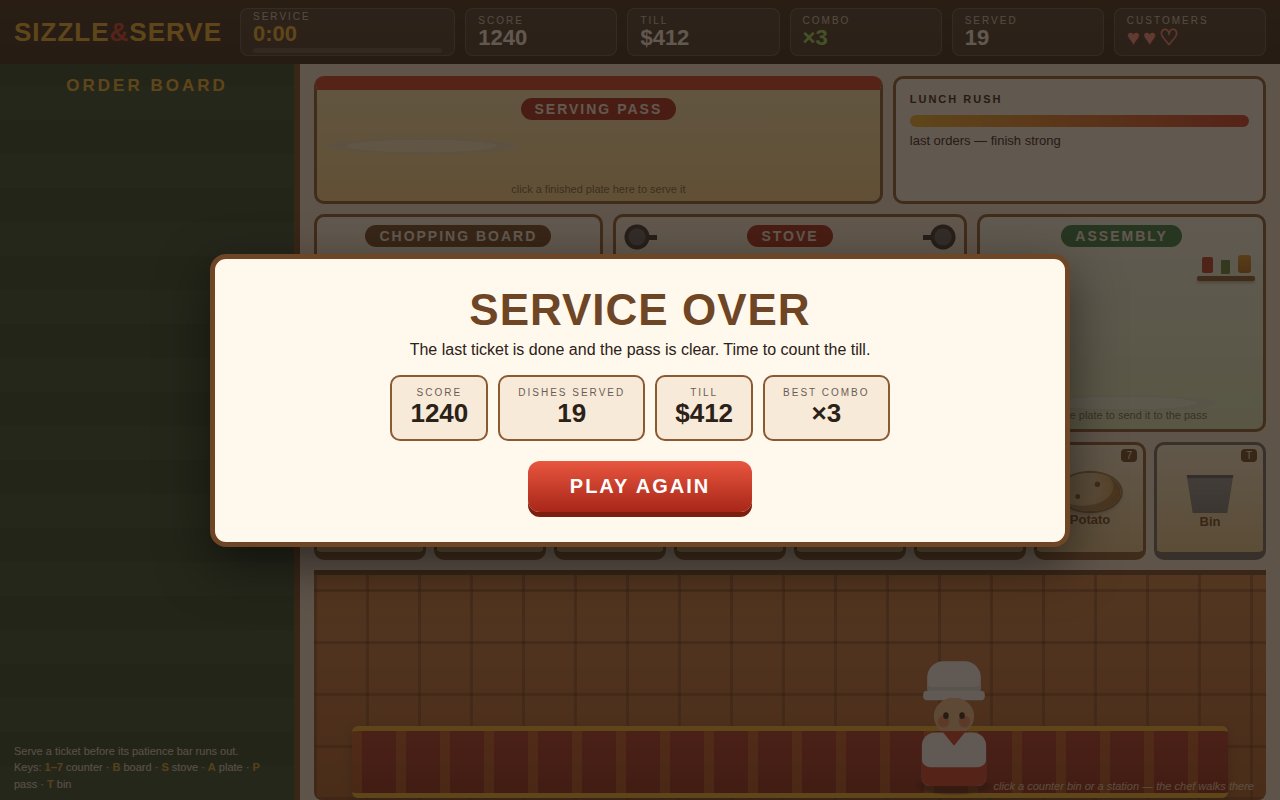 SIZZLE&SERVE
SERVICE
0:00
SCORE
1240
TILL
$412
COMBO
×3
SERVED
19
CUSTOMERS
♥♥♡
ORDER BOARD
SERVING PASS
click a finished plate here to serve it
LUNCH RUSH
last orders — finish strong
CHOPPING BOARD
STOVE
ASSEMBLY
SERVICE OVER
The last ticket is done and the pass is clear. Time to count the till.
SCORE
1240
DISHES SERVED
19
TILL
$412
BEST COMBO
×3
PLAY AGAIN
plate to send it to the pass
7
Potato
T
Bin
Serve a ticket before its patience bar runs out.
Keys: 1–7 counter · B board · S stove · A plate · P
pass · T bin
click a counter bin or a station — the chef walks there